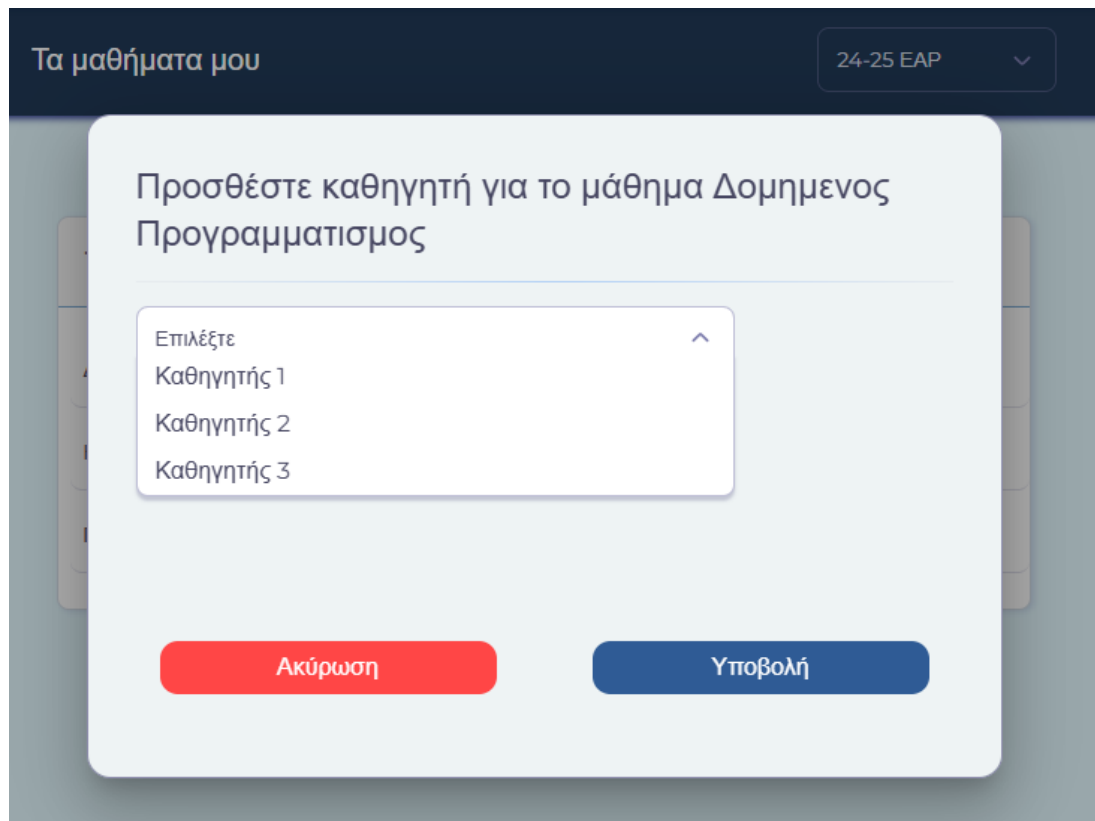 Τα μαθήματα μου
24-25 ΕΑΡ
Προσθέστε καθηγητή για το μάθημα Δομημενος
Προγραμματισμος
Επιλέξτε
Καθηγητής 1
Καθηγητής 2
Καθηγητής 3
Ακύρωση
Υποβολή